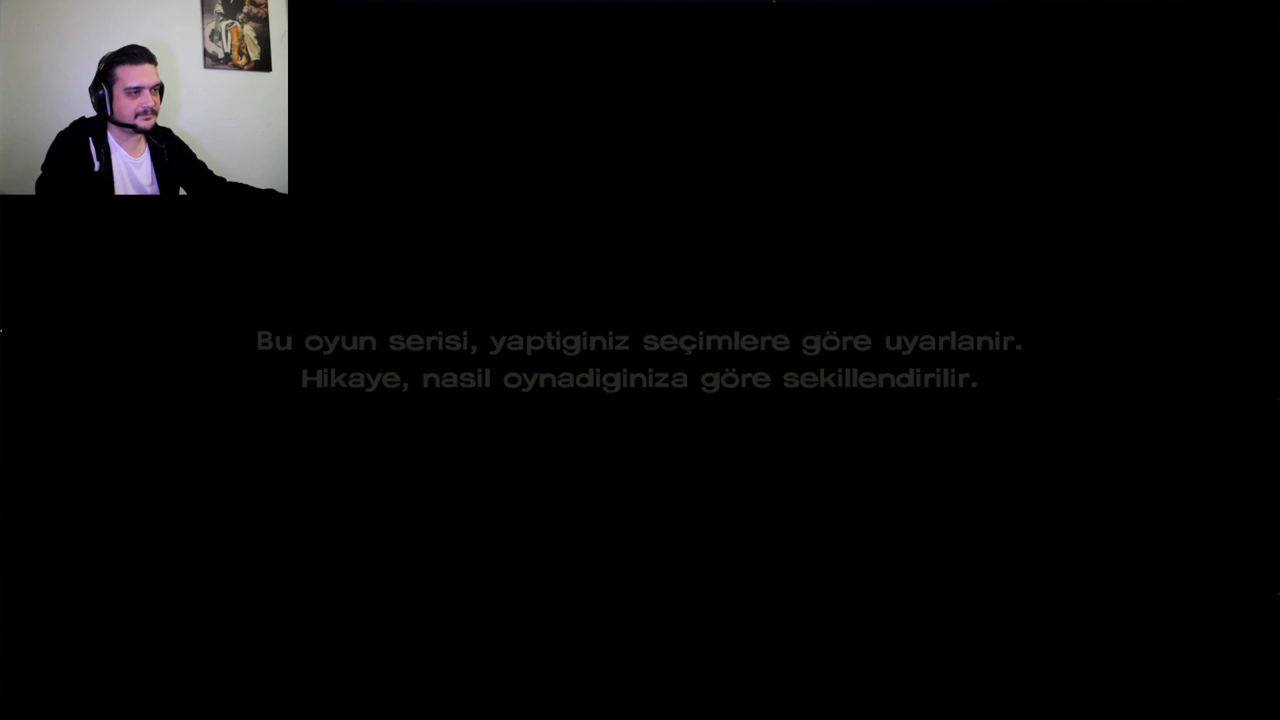 Bu oyun serisi, yaptiginiz seçimlere göre uyarlanir.
Hikaye, nasil oynadiginiza göre sekillendirilir.